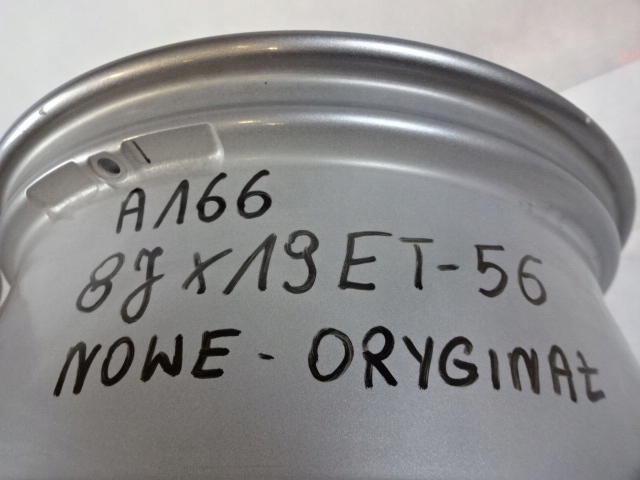 A166
8J x 19 ET-56
NOWE - ORYGINAŁ